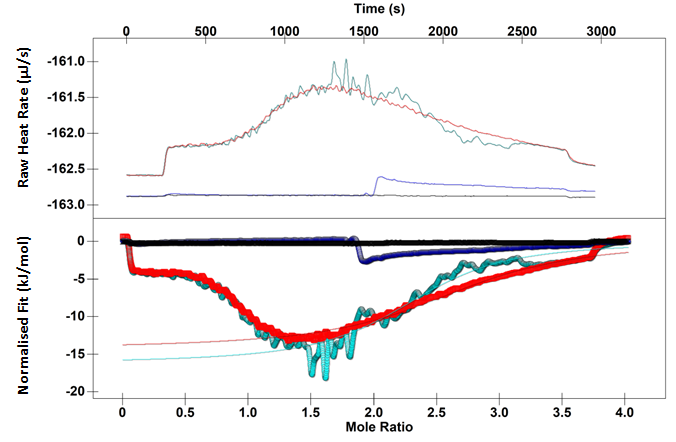 Time (s)
0 500 1000 1500 2000 2500 3000
Raw Heat Rate (µJ/s)
-161.0
-161.5
-162.0
-162.5
-163.0
Normalised Fit (kJ/mol)
0
-5
-10
-15
-20
0 0.5 1.0 1.5 2.0 2.5 3.0 3.5 4.0
Mole Ratio